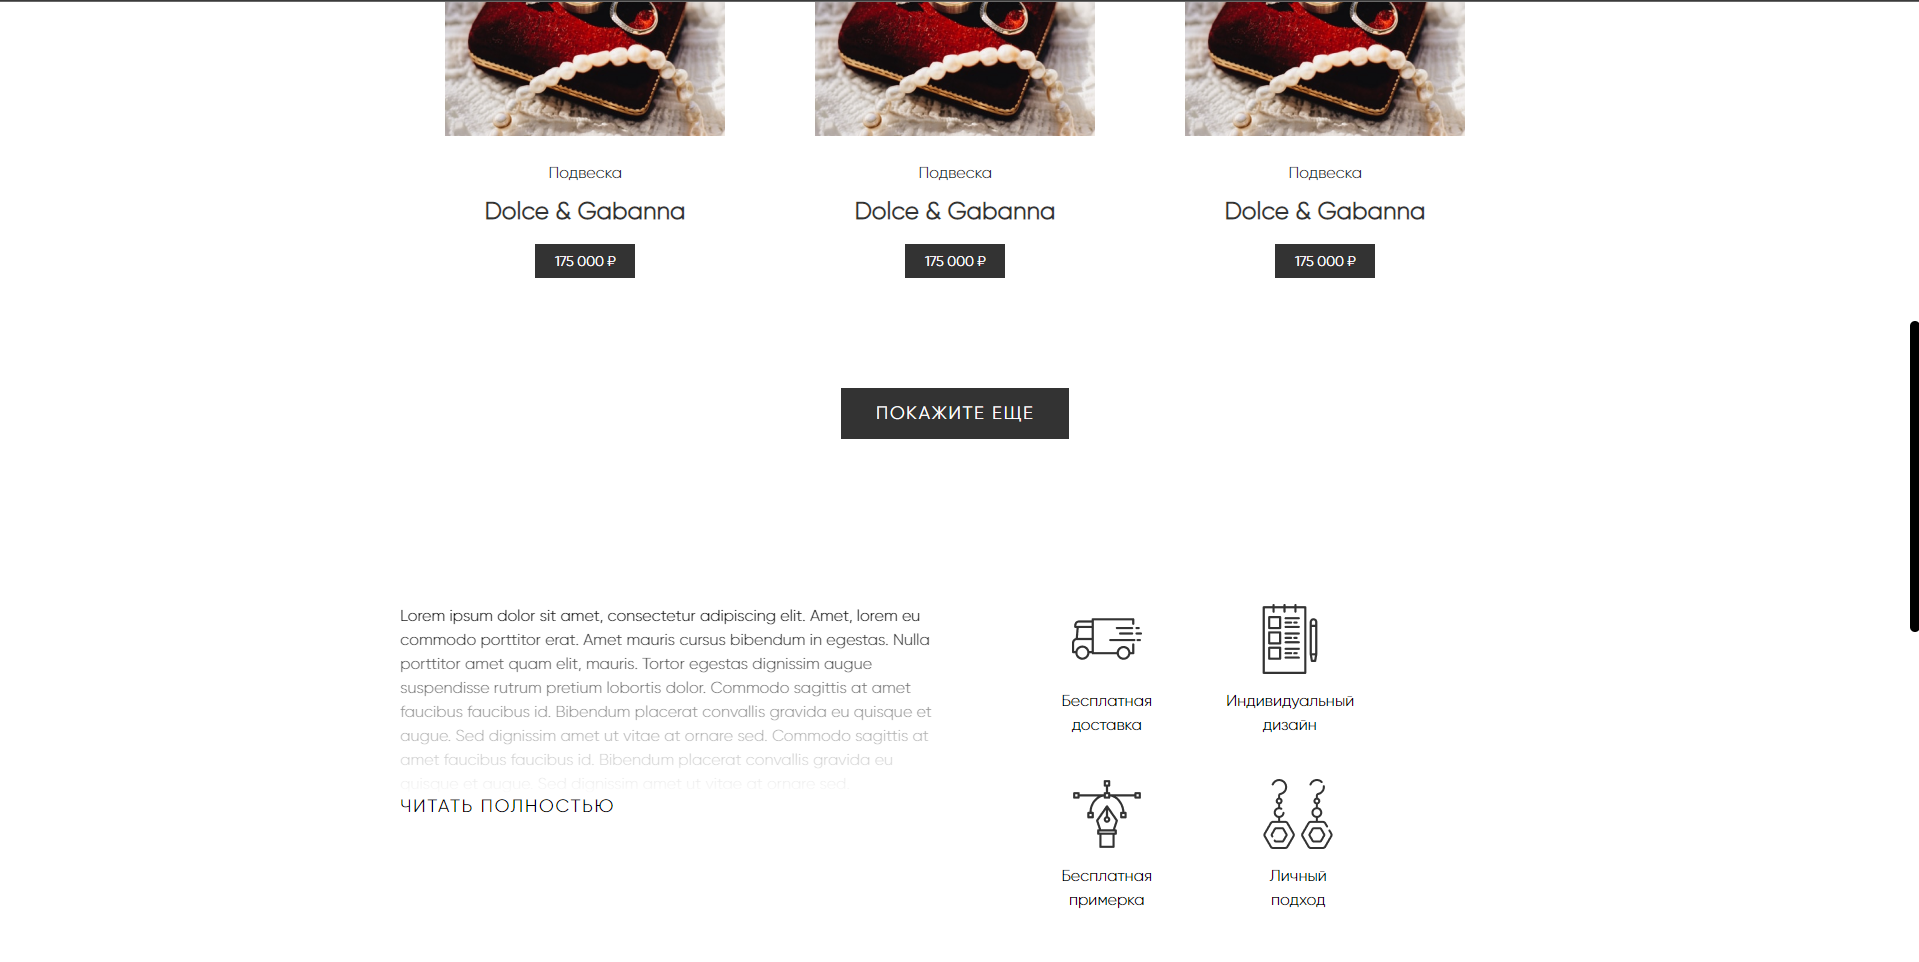 Подвеска
Подвеска
Подвеска
Dolce & Gabanna
Dolce & Gabanna
Dolce & Gabanna
175 000 ₽
175 000 ₽
175 000 ₽
ПОКАЖИТЕ ЕЩЕ
Lorem ipsum dolor sit amet, consectetur adipiscing elit. Amet, lorem eu
commodo porttitor erat. Amet mauris cursus bibendum in egestas. Nulla
porttitor amet quam elit, mauris. Tortor egestas dignissim augue
suspendisse rutrum pretium lobortis dolor. Commodo sagittis at amet
faucibus faucibus id. Bibendum placerat convallis gravida eu quisque et
augue. Sed dignissim amet ut vitae at ornare sed. Commodo sagittis at
amet faucibus faucibus id. Bibendum placerat convallis gravida eu
quisque et augue. Sed dignissim amet ut vitae at ornare sed.
ЧИТАТЬ ПОЛНОСТЬЮ
Бесплатная
доставка
Индивидуальный
дизайн
Бесплатная
примерка
Личный
подход